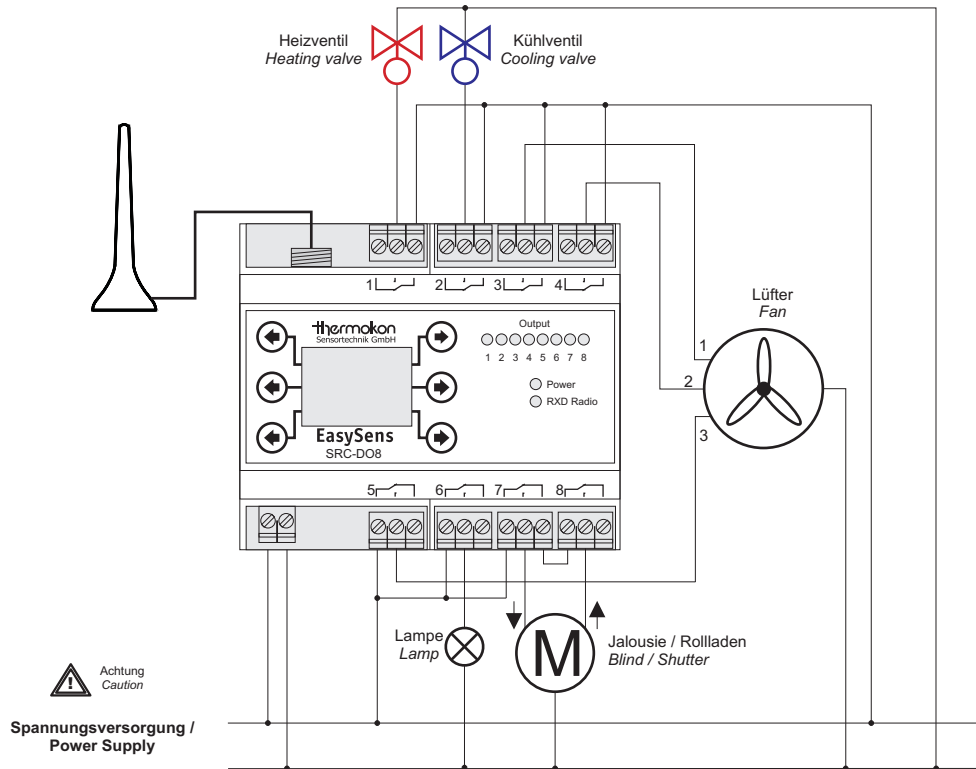 Heizventil
Heating valve
Kühlventil
Cooling valve
1
2
3
4
thermokon
Sensortechnik GmbH
Output
1 2 3 4 5 6 7 8
Power
RXD Radio
EasySens
SRC-DO8
Lüfter
Fan
1
2
3
5
6
7
8
Lampe
Lamp
M
Jalousie / Rollladen
Blind / Shutter
!
Achtung
Caution
Spannungsversorgung /
Power Supply